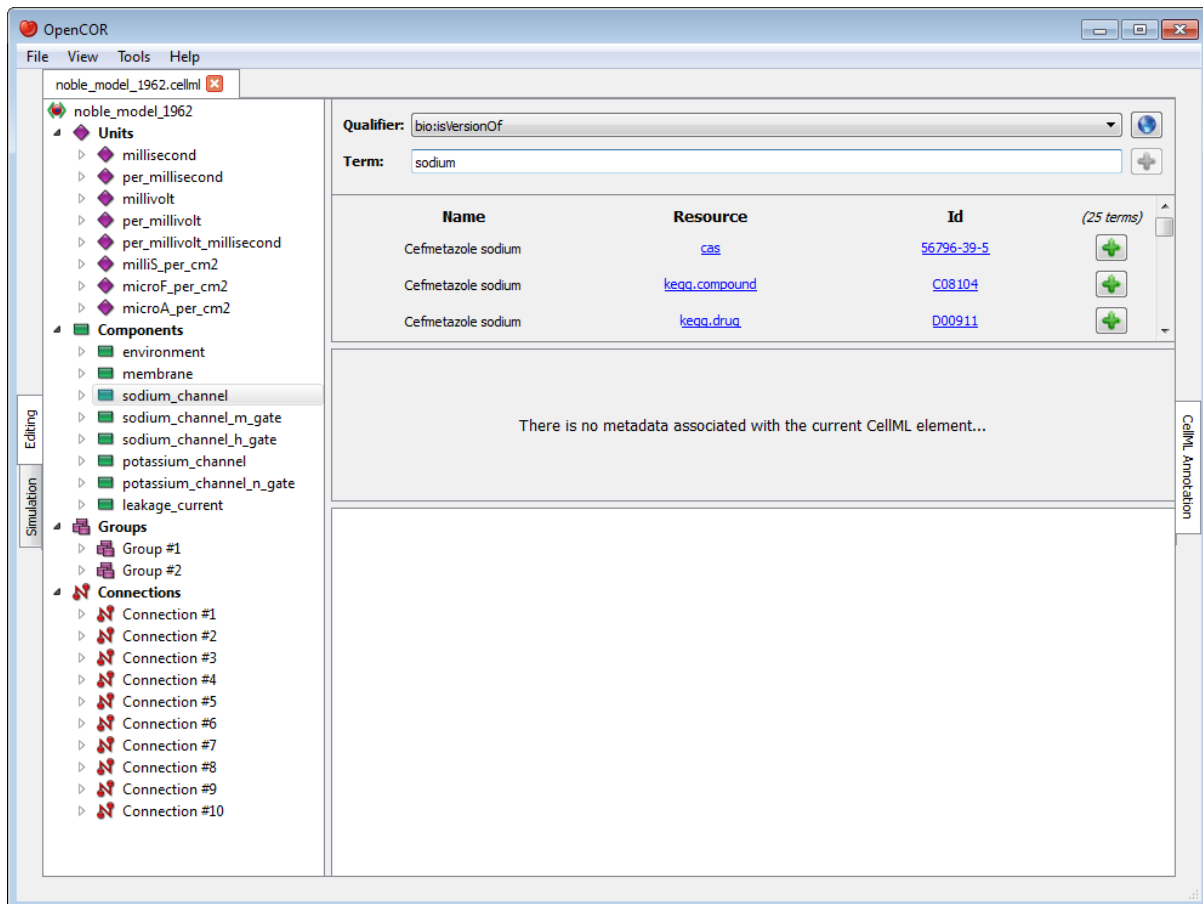 OpenCOR
File View Tools Help
noble_model_1962.cellml
noble_model_1962
Units
millisecond
per_millisecond
millivolt
per_millivolt
per_millivolt_millisecond
milliS_per_cm2
microF_per_cm2
microA_per_cm2
Components
environment
membrane
sodium_channel
sodium_channel_m_gate
sodium_channel_h_gate
potassium_channel
potassium_channel_n_gate
leakage_current
Groups
Group #1
Group #2
Connections
Connection #1
Connection #2
Connection #3
Connection #4
Connection #5
Connection #6
Connection #7
Connection #8
Connection #9
Connection #10
Editing
Simulation
Qualifier: bio:isVersionOf
Term: sodium
Name Resource Id (25 terms)
Cefmetazole sodium cas 56796-39-5
Cefmetazole sodium kegg.compound C08104
Cefmetazole sodium kegg.drug D00911
There is no metadata associated with the current CellML element...
CellML Annotation